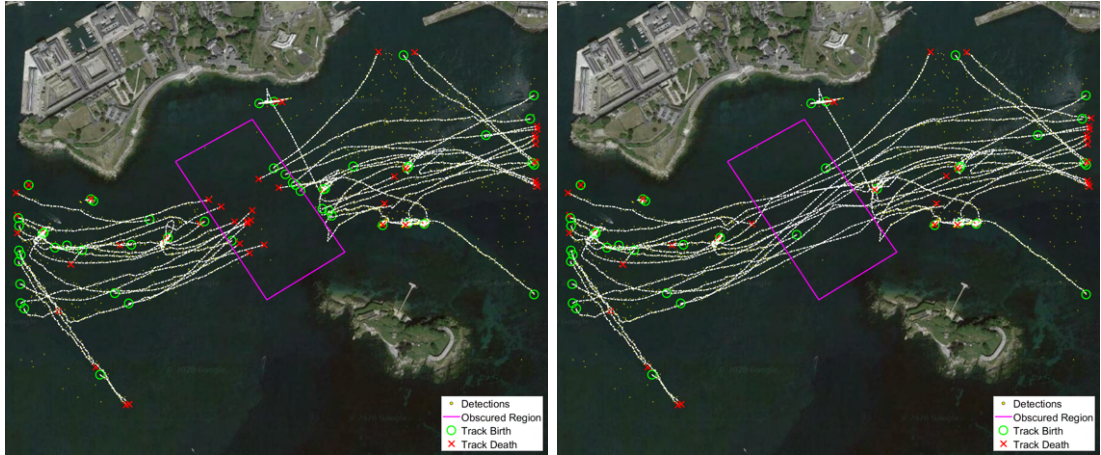 Detections
Obscured Region
Track Birth
Track Death
Detections
Obscured Region
Track Birth
Track Death